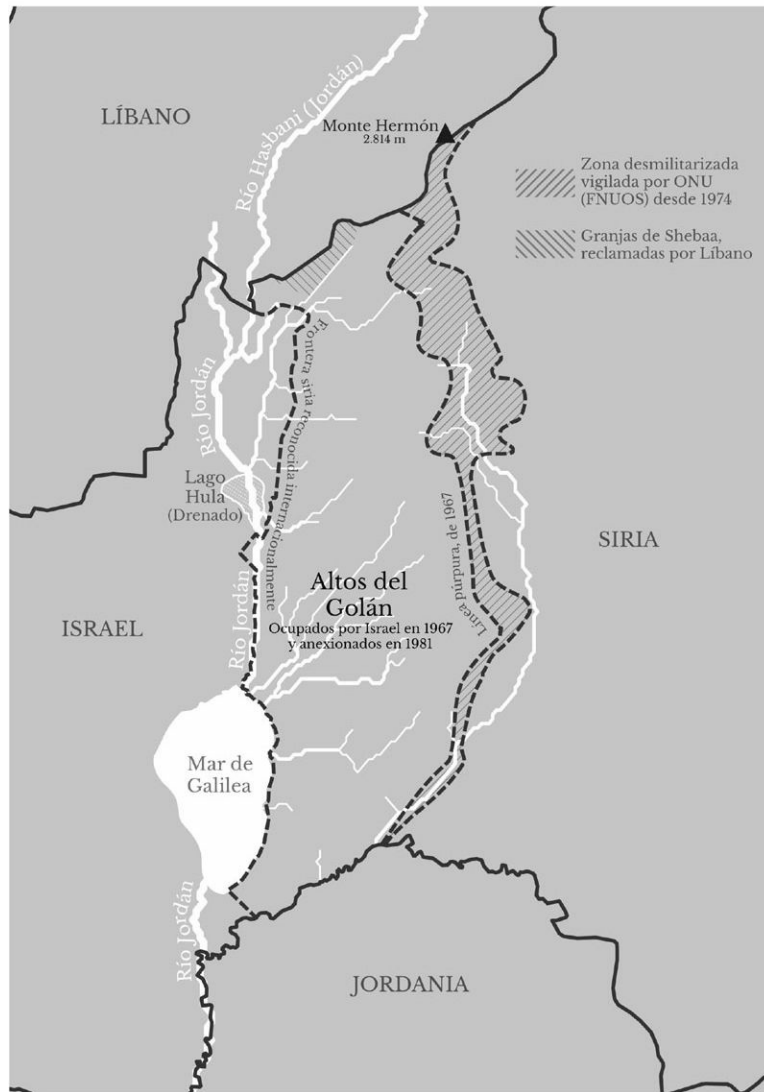 LÍBANO
Río Hasbani (Jordán)
Monte Hermón
2.814 m
Zona desmilitarizada
vigilada por ONU
(FNUOS) desde 1974
Granjas de Shebaa,
reclamadas por Líbano
Río Jordán
Frontera siria reconocida internacionalmente
Lago
Hula
(Drenado)
Línea púrpura, de 1967
SIRIA
Altos del
Golán
Ocupados por Israel en 1967
y anexionados en 1981
ISRAEL
Río Jordán
Mar de
Galilea
Río Jordán
JORDANIA